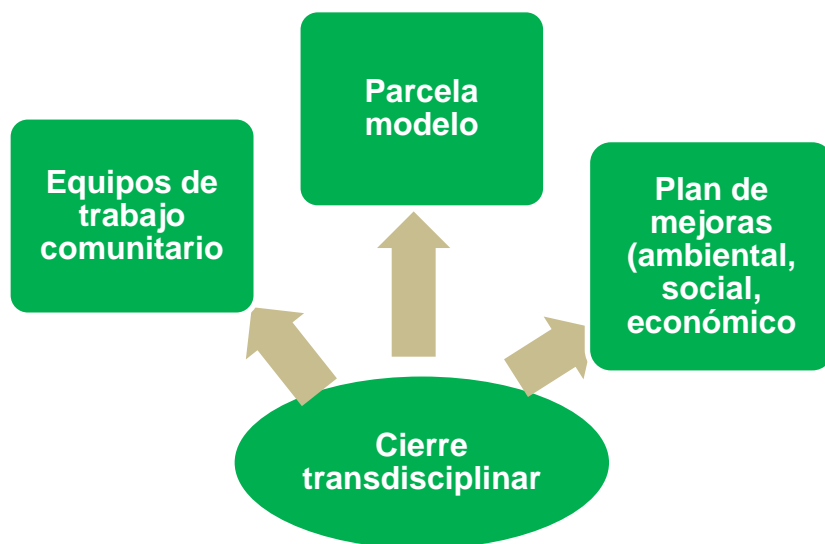 Parcela
modelo
Equipos de
trabajo
comunitario
Plan de
mejoras
(ambiental,
social,
económico
Cierre
transdisciplinar